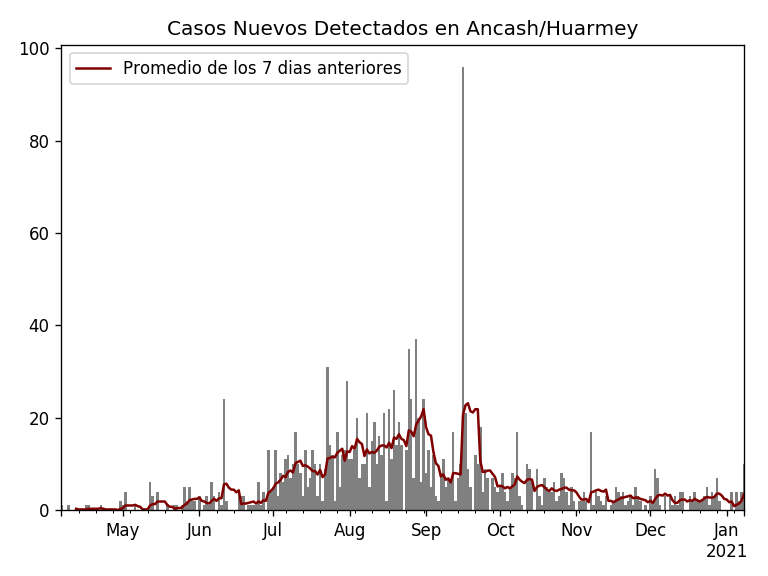 Casos Nuevos Detectados en Ancash/Huarmey
Promedio de los 7 dias anteriores
100
80
60
40
20
0
May Jun Jul Aug Sep Oct Nov Dec Jan
2021